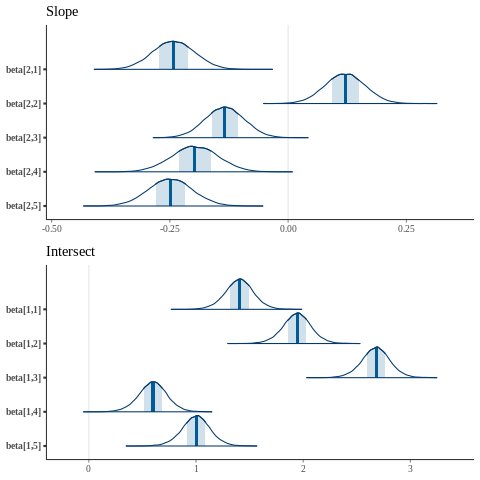 Slope
beta[2,1]
beta[2,2]
beta[2,3]
beta[2,4]
beta[2,5]
-0.50 -0.25 0.00 0.25
Intersect
beta[1,1]
beta[1,2]
beta[1,3]
beta[1,4]
beta[1,5]
0 1 2 3